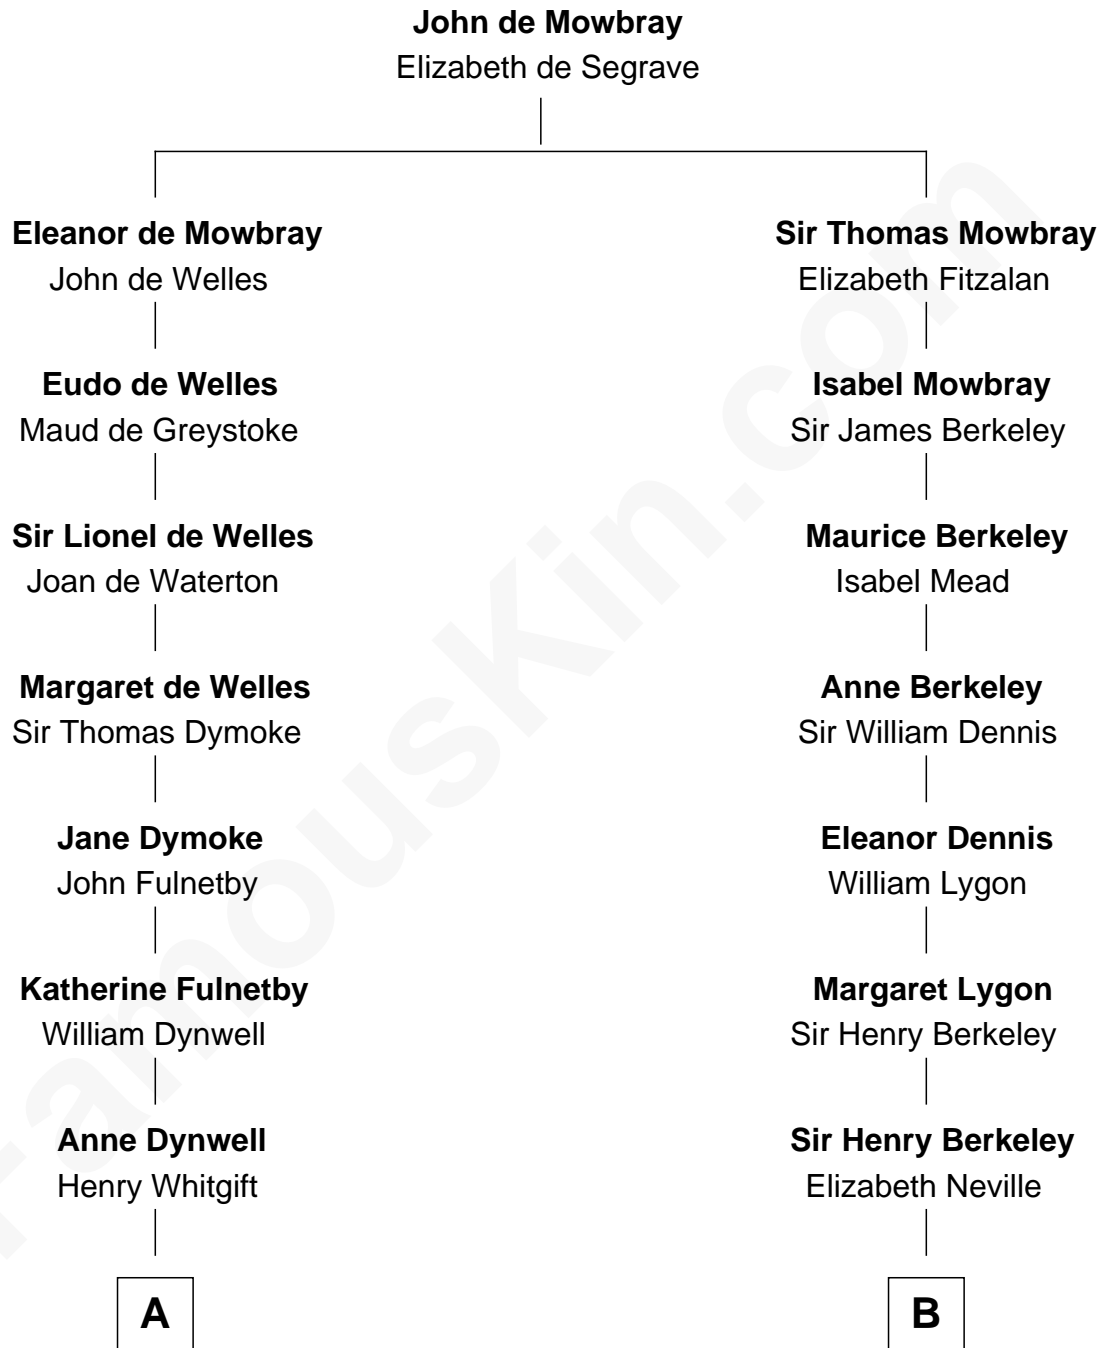 John de Mowbray
Elizabeth de Segrave
Eleanor de Mowbray
John de Welles
Eudo de Welles
Maud de Greystoke
Sir Lionel de Welles
Joan de Waterton
Margaret de Welles
Sir Thomas Dymoke
Jane Dymoke
John Fulnetby
Katherine Fulnetby
William Dynwell
Anne Dynwell
Henry Whitgift
A
Sir Thomas Mowbray
Elizabeth Fitzalan
Isabel Mowbray
Sir James Berkeley
Maurice Berkeley
Isabel Mead
Anne Berkeley
Sir William Dennis
Eleanor Dennis
William Lygon
Margaret Lygon
Sir Henry Berkeley
Sir Henry Berkeley
Elizabeth Neville
B
FamousKin.com